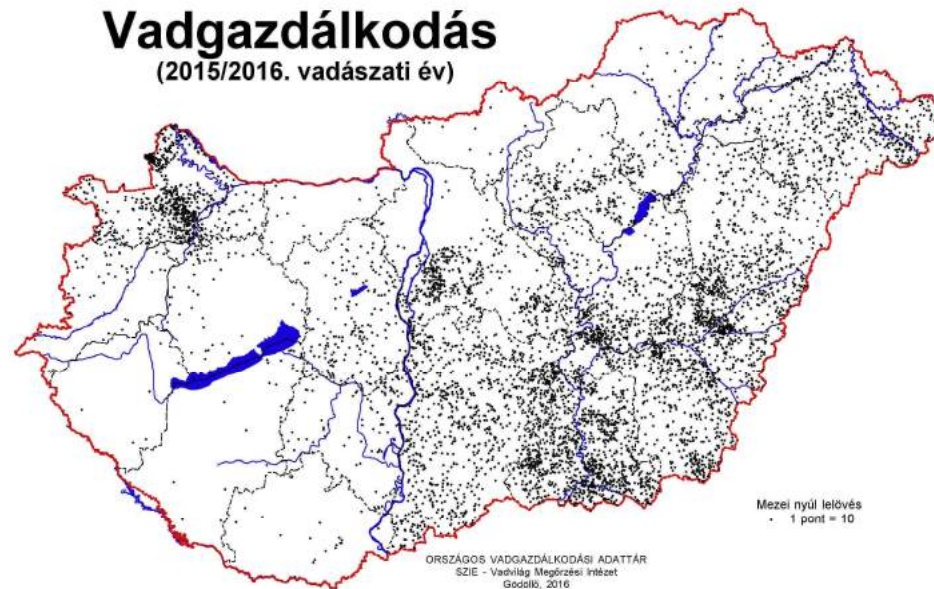 Vadgazdálkodás
(2015/2016. vadászati év)
Mezei nyúl lelövés
1 pont = 10
ORSZÁGOS VADGAZDÁLKODÁSI ADATTÁR
SZIE - Vadvilág Megőrzési Intézet
Gödöllő, 2016